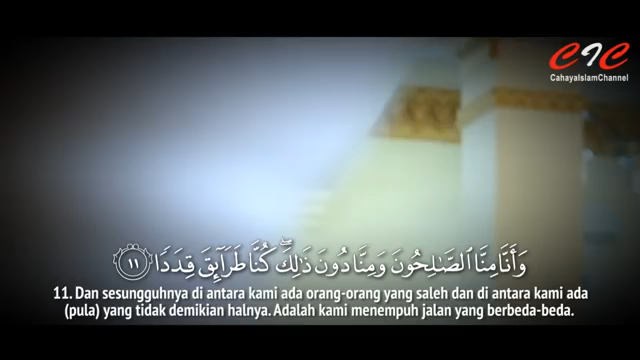 CIC
CahayaIslamChannel
وَأَنَّا مِنَّا ٱلصَّٰلِحُونَ وَمِنَّا دُونَ ذَٰلِكَۖ كُنَّا طَرَآئِقَ قِدَدًا ١١
11. Dan sesungguhnya di antara kami ada orang-orang yang saleh dan di antara kami ada
(pula) yang tidak demikian halnya. Adalah kami menempuh jalan yang berbeda-beda.